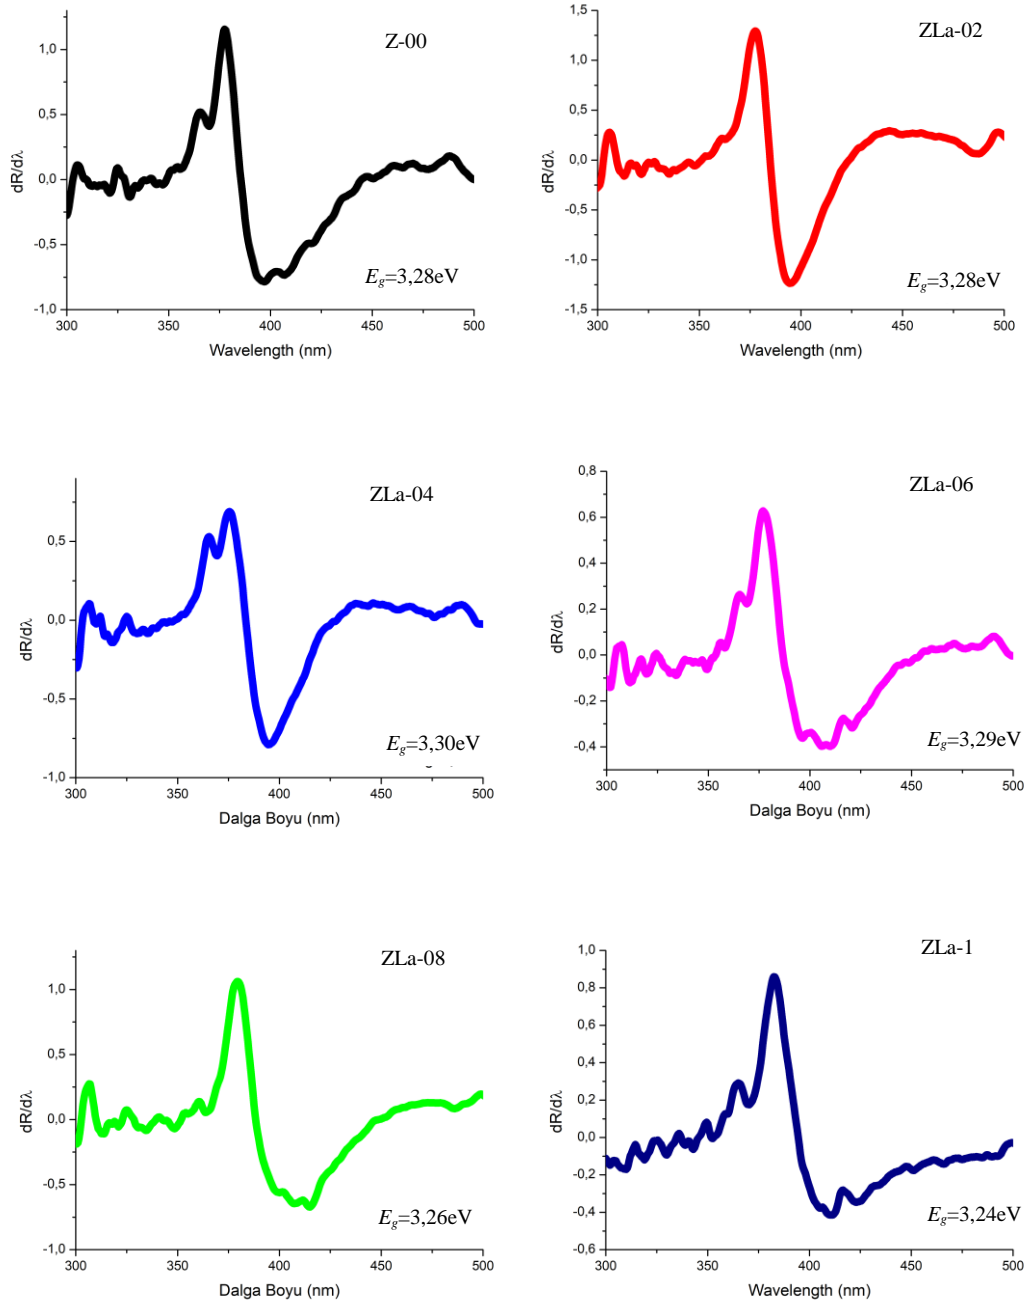 Z-00
1,0
0,5
0,0
-0,5
-1,0
dR/dλ
Eg=3,28eV
300 350 400 450 500
Wavelength (nm)
ZLa-02
1,5
1,0
0,5
0,0
-0,5
-1,0
-1,5
dR/dλ
Eg=3,28eV
300 350 400 450 500
Wavelength (nm)
ZLa-04
0,5
0,0
-0,5
-1,0
dR/dλ
Eg=3,30eV
300 350 400 450 500
Dalga Boyu (nm)
ZLa-06
0,8
0,6
0,4
0,2
0,0
-0,2
-0,4
dR/dλ
Eg=3,29eV
300 350 400 450 500
Dalga Boyu (nm)
ZLa-08
1,0
0,5
0,0
-0,5
-1,0
dR/dλ
Eg=3,26eV
300 350 400 450 500
Dalga Boyu (nm)
ZLa-1
1,0
0,8
0,6
0,4
0,2
0,0
-0,2
-0,4
-0,6
dR/dλ
Eg=3,24eV
300 350 400 450 500
Wavelength (nm)